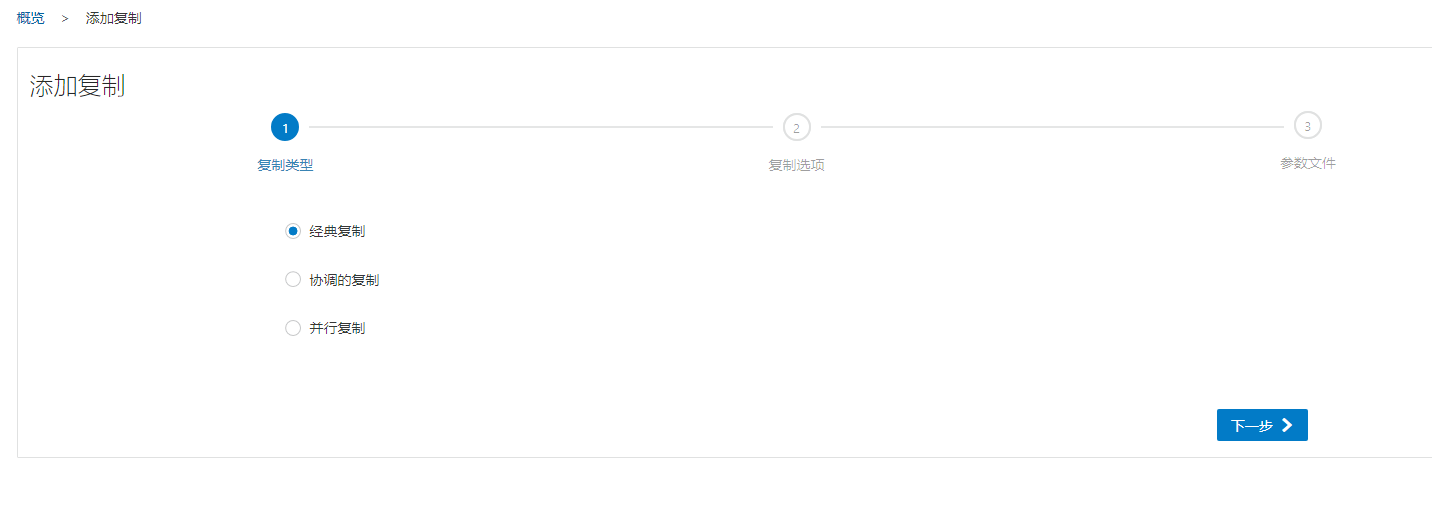 概览 > 添加复制
添加复制
1
2
3
复制类型
复制选项
参数文件
经典复制
协调的复制
并行复制
下一步